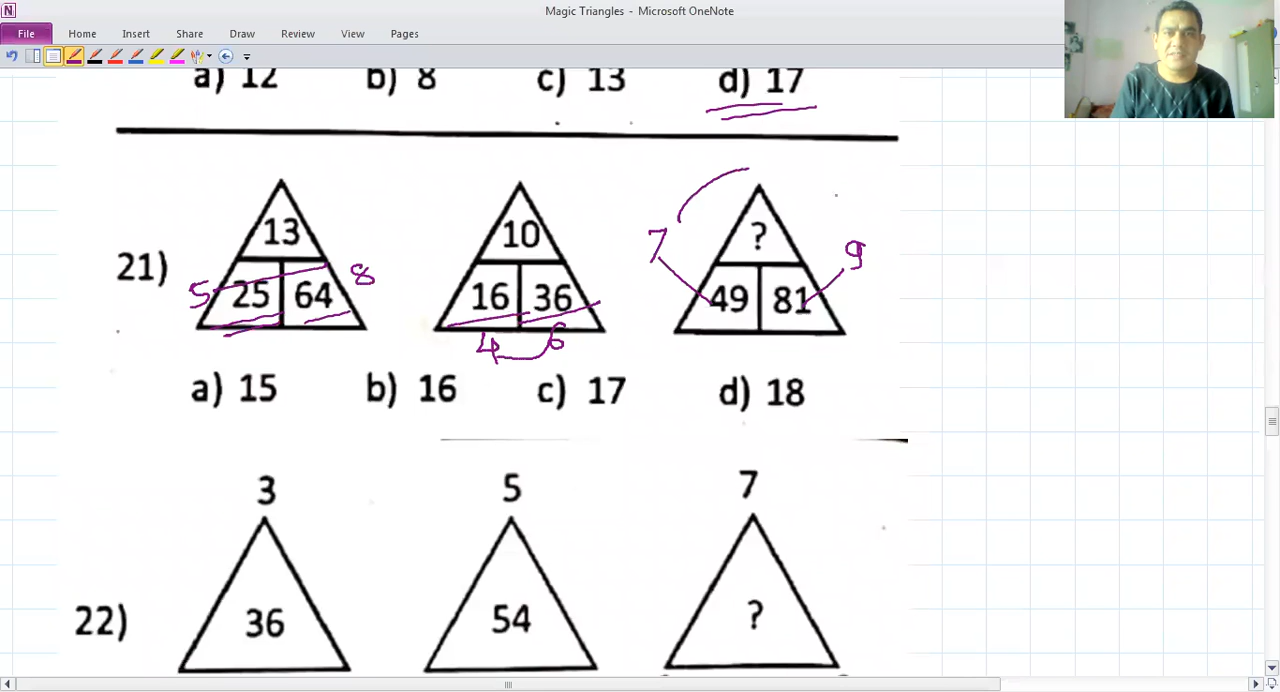 Magic Triangles - Microsoft OneNote
File Home Insert Share Draw Review View Pages
a) 12 b) 8 c) 13 d) 17
13 10 ?
21) 5 25 64 8 16 36 7 49 81 9
4 6
a) 15 b) 16 c) 17 d) 18
3 5 7
22) 36 54 ?